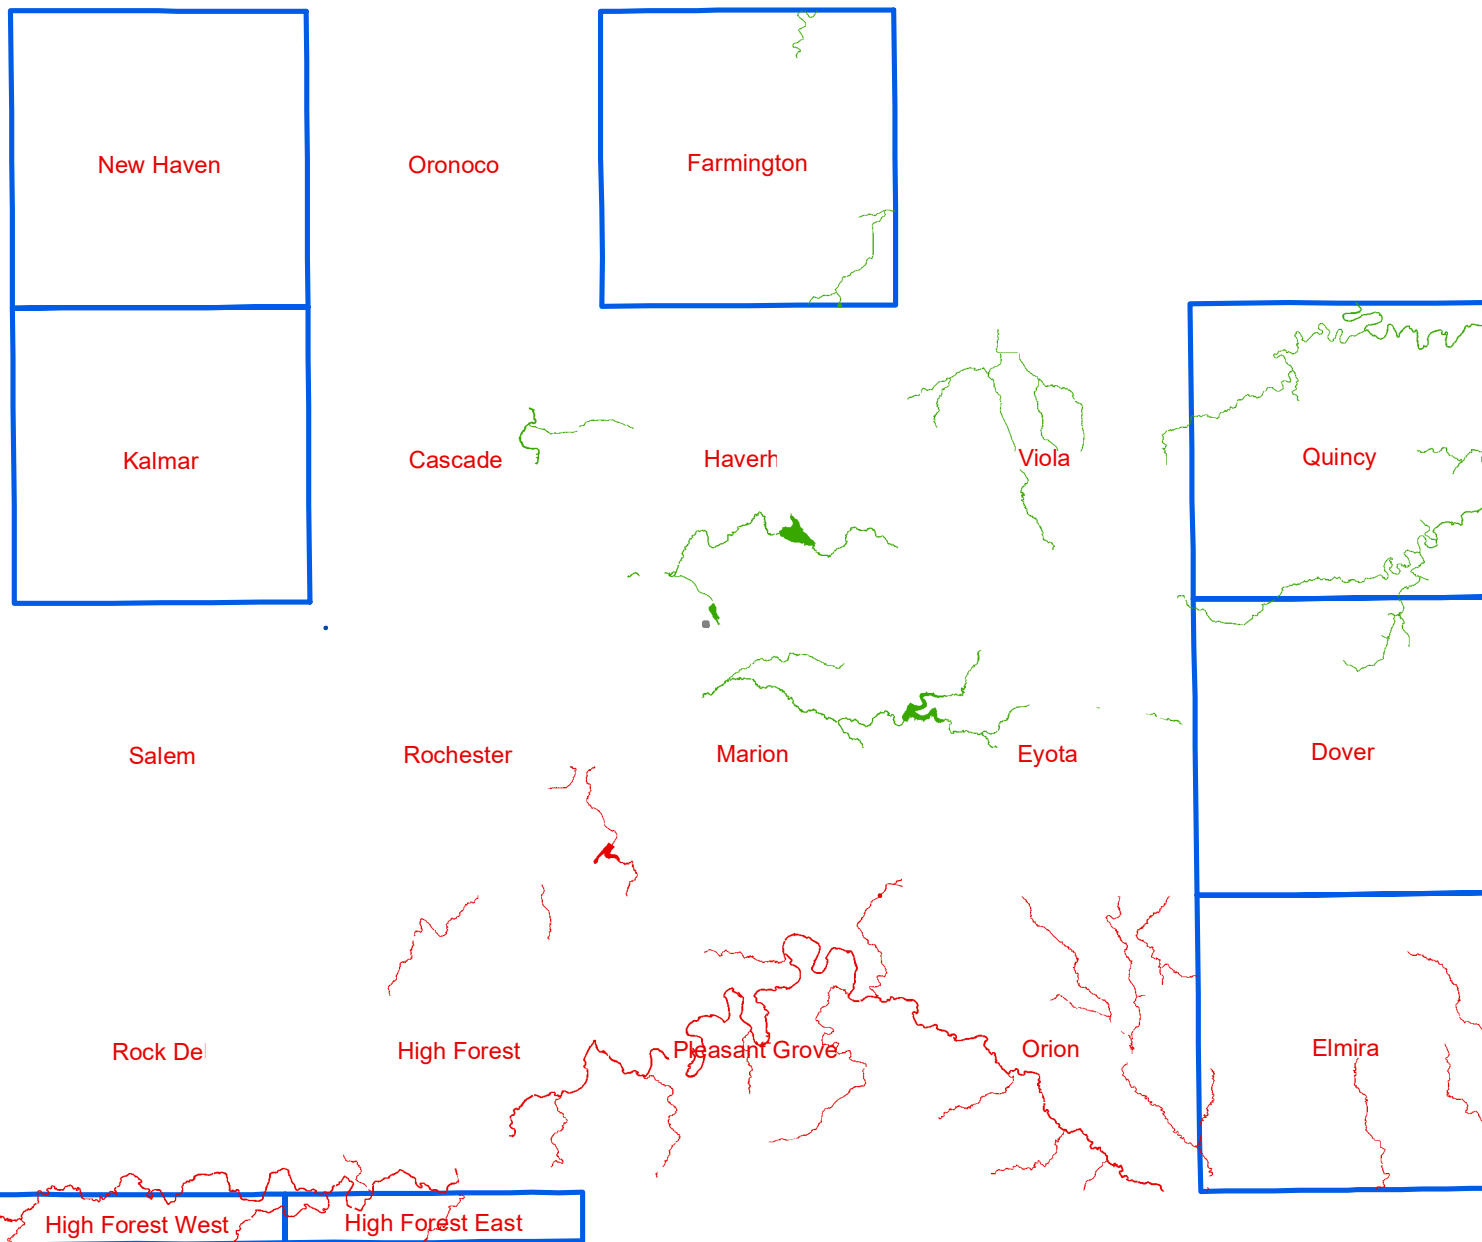 New Haven
Oronoco
Farmington
Kalmar
Cascade
Haverh
Viola
Quincy
Salem
Rochester
Marion
Eyota
Dover
Rock De
High Forest
Pleasant Grove
Orion
Elmira
High Forest West
High Forest East